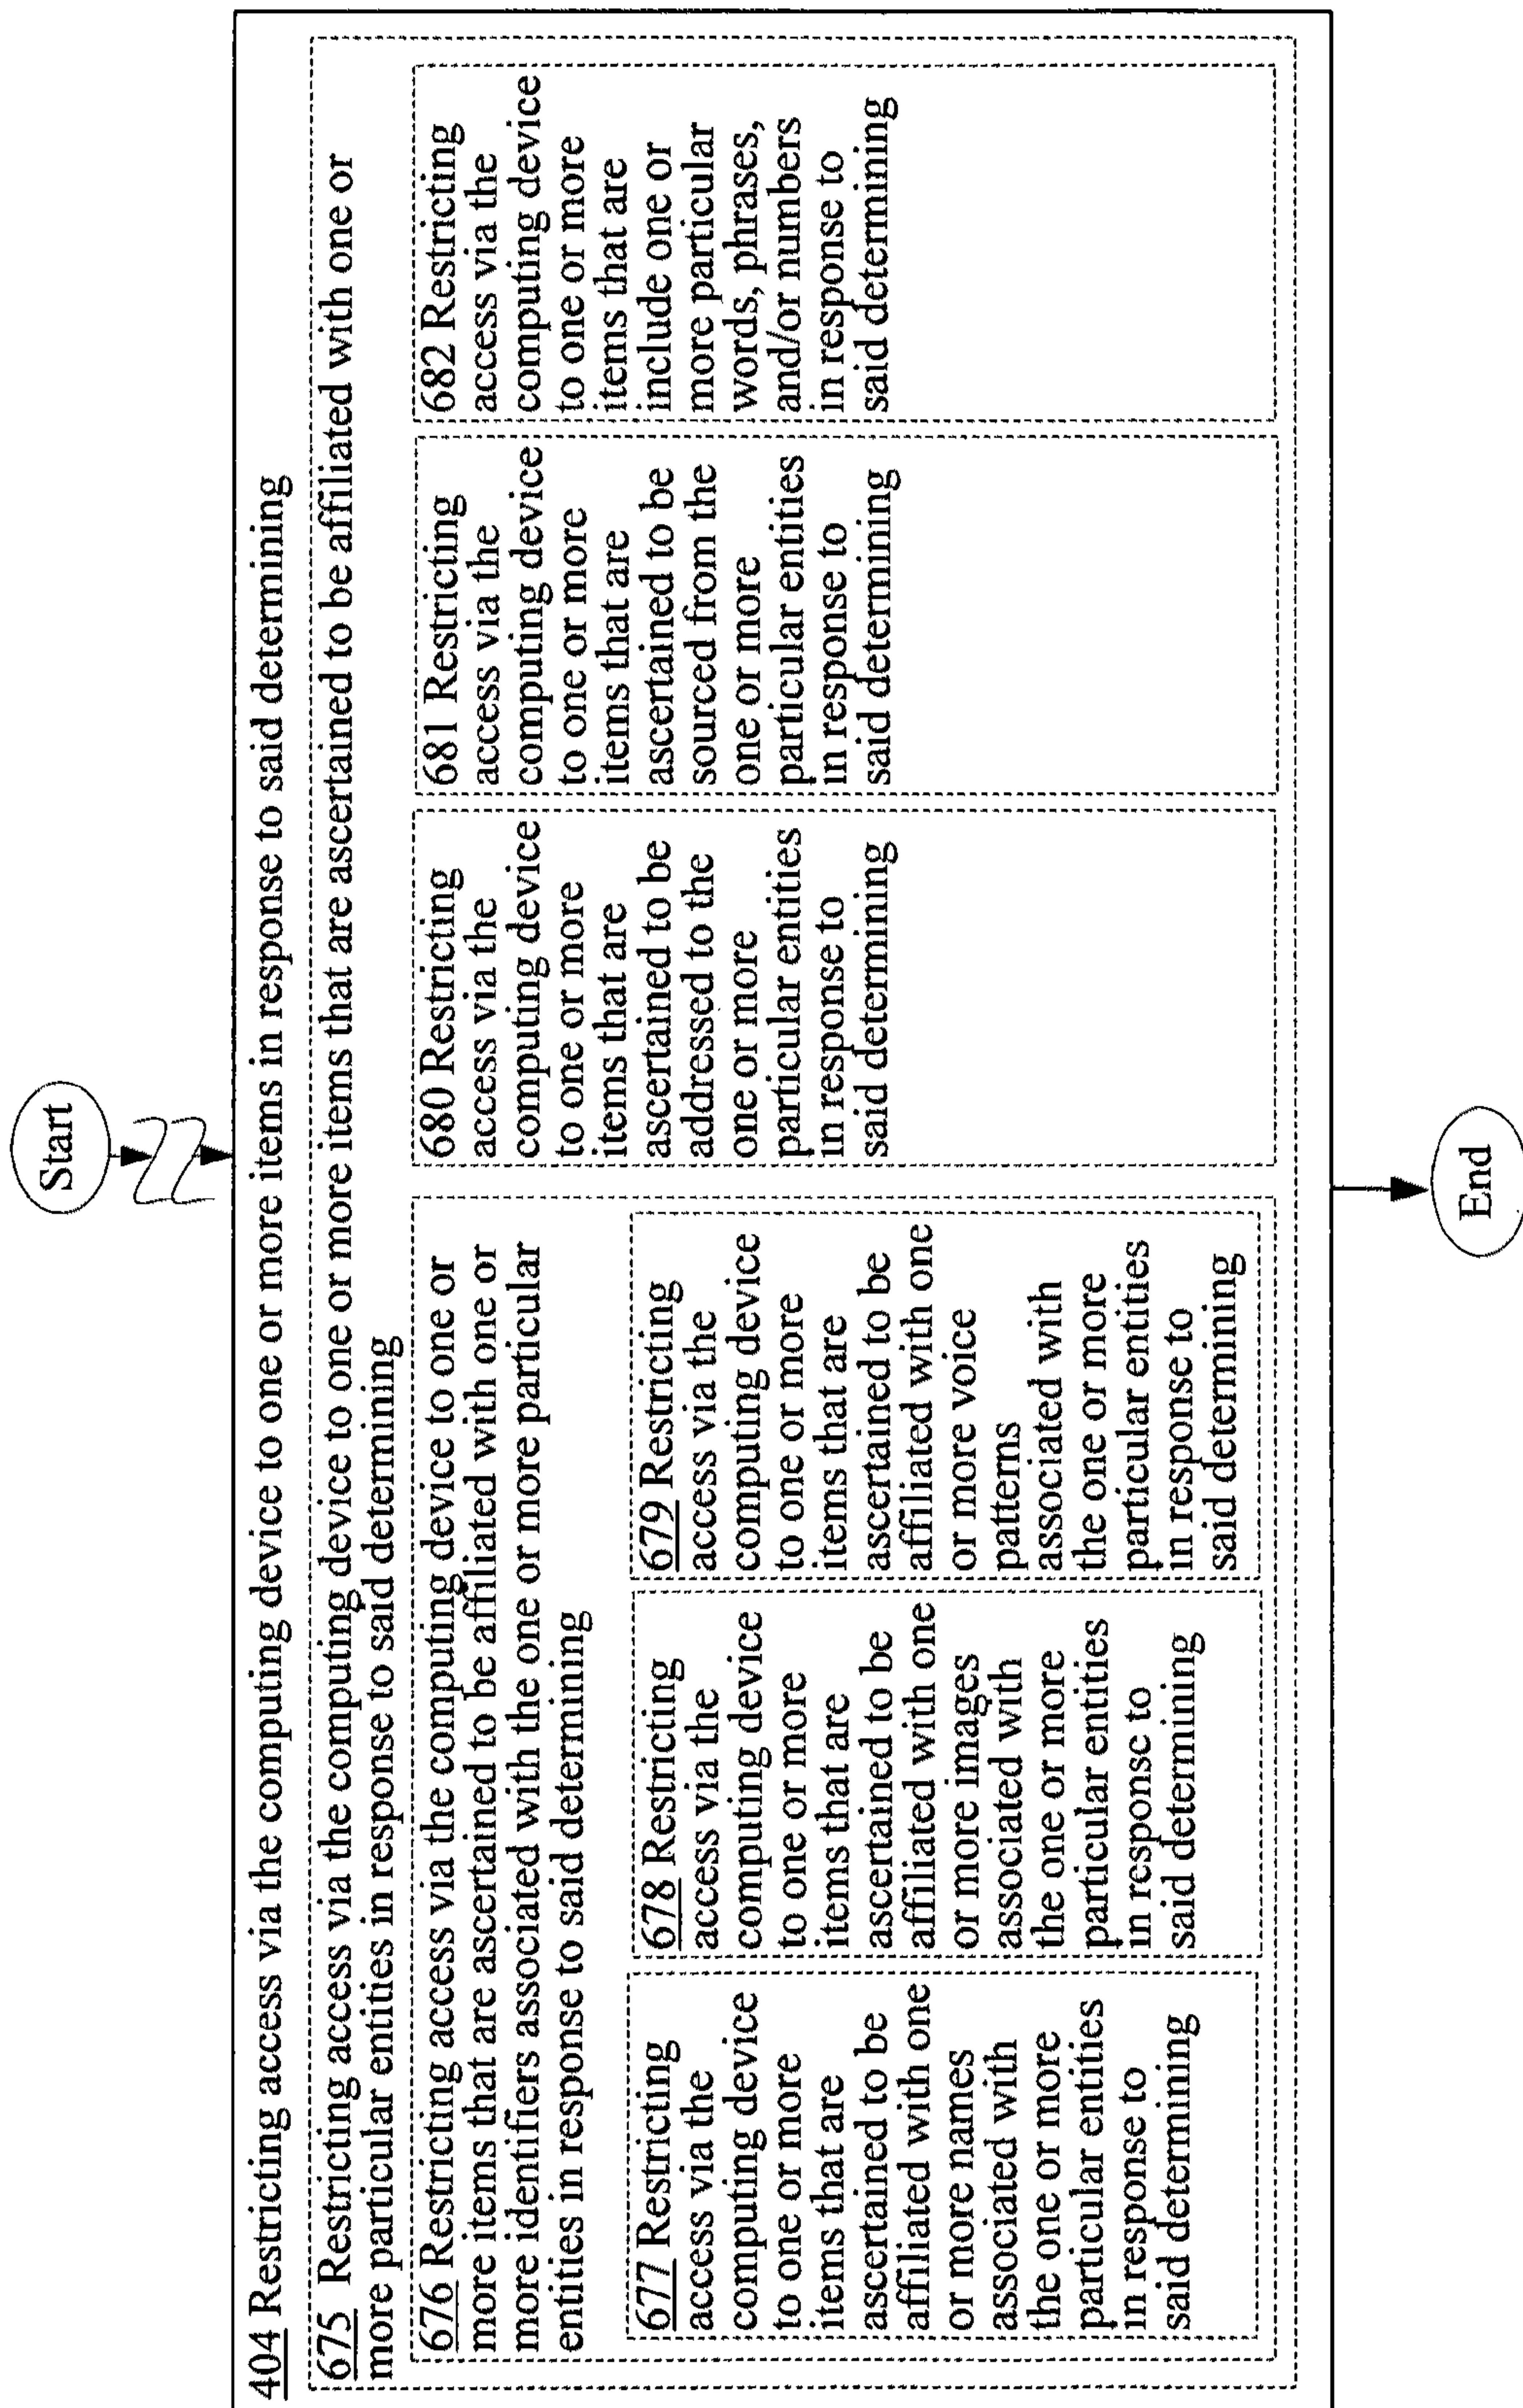 Start
404 Restricting access via the computing device to one or more items in response to said determining
675 Restricting access via the computing device to one or more items that are ascertained to be affiliated with one or
more particular entities in response to said determining
676 Restricting access via the computing device to one or
more items that are ascertained to be affiliated with one or
more identifiers associated with the one or more particular
entities in response to said determining
677 Restricting
access via the
computing device
to one or more
items that are
ascertained to be
affiliated with one
or more names
associated with
the one or more
particular entities
in response to
said determining
678 Restricting
access via the
computing device
to one or more
items that are
ascertained to be
affiliated with one
or more images
associated with
the one or more
particular entities
in response to
said determining
679 Restricting
access via the
computing device
to one or more
items that are
ascertained to be
affiliated with one
or more voice
patterns
associated with
the one or more
particular entities
in response to
said determining
680 Restricting
access via the
computing device
to one or more
items that are
ascertained to be
addressed to the
one or more
particular entities
in response to
said determining
681 Restricting
access via the
computing device
to one or more
items that are
ascertained to be
sourced from the
one or more
particular entities
in response to
said determining
682 Restricting
access via the
computing device
to one or more
items that are
include one or
more particular
words, phrases,
and/or numbers
in response to
said determining
End